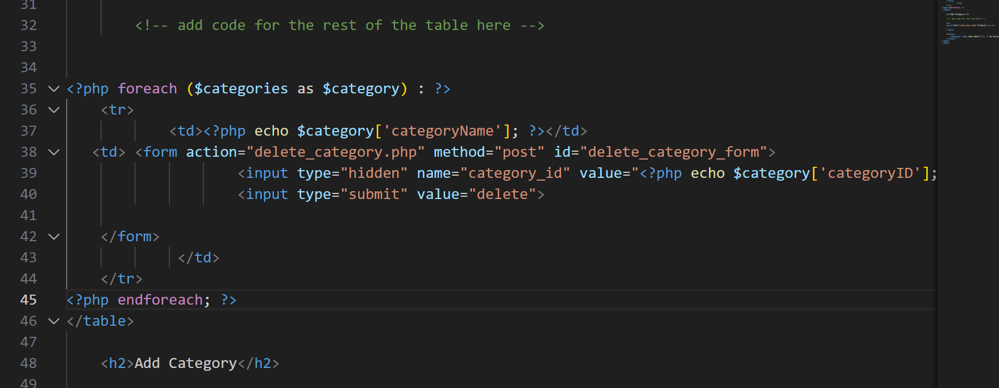 31
32 <!-- add code for the rest of the table here -->
33
34
35 <?php foreach ($categories as $category) : ?>
36 <tr>
37 <td><?php echo $category['categoryName']; ?></td>
38 <td> <form action="delete_category.php" method="post" id="delete_category_form">
39 <input type="hidden" name="category_id" value="<?php echo $category['categoryID'];
40 <input type="submit" value="delete">
41
42 </form>
43 </td>
44 </tr>
45 <?php endforeach; ?>
46 </table>
47
48 <h2>Add Category</h2>
49